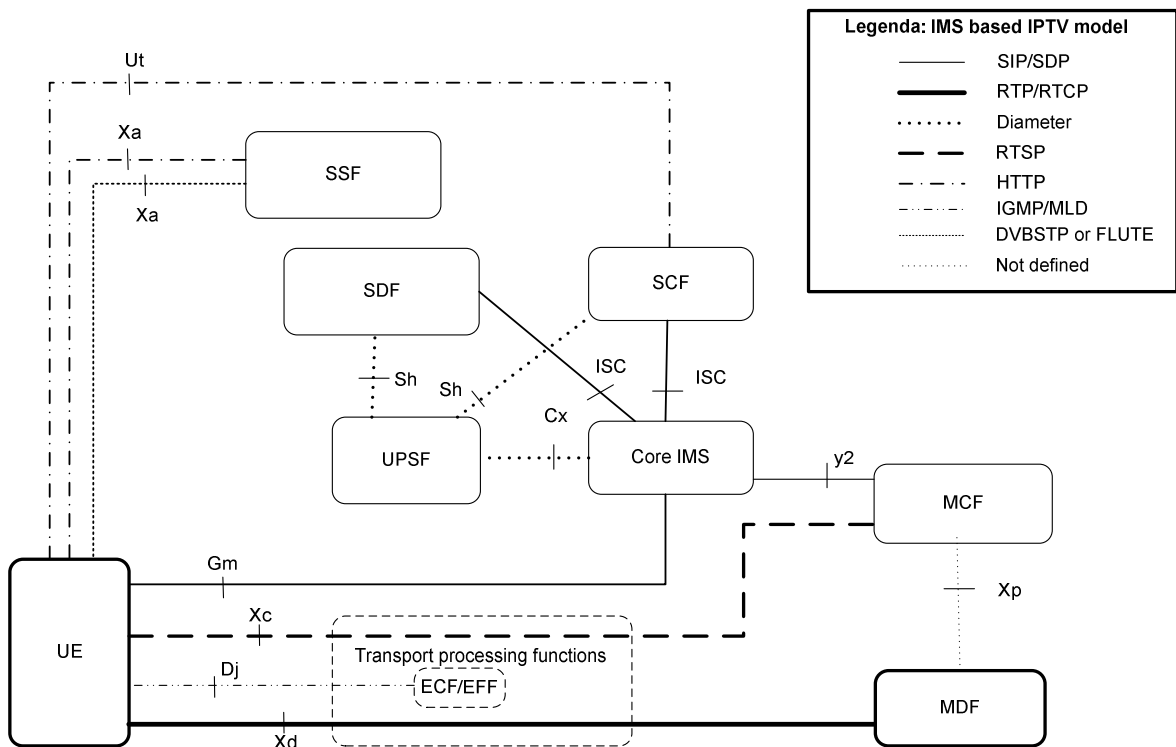 Legenda: IMS based IPTV model
SIP/SDP
RTP/RTCP
Diameter
RTSP
HTTP
IGMP/MLD
DVBSTP or FLUTE
Not defined
Ut
Xa
SSF
Xa
SDF
SCF
Sh
Sh
ISC
ISC
Cx
UPSF
Core IMS
y2
MCF
Gm
Xp
Xc
UE
Transport processing functions
Dj
ECF/EFF
MDF
Xd